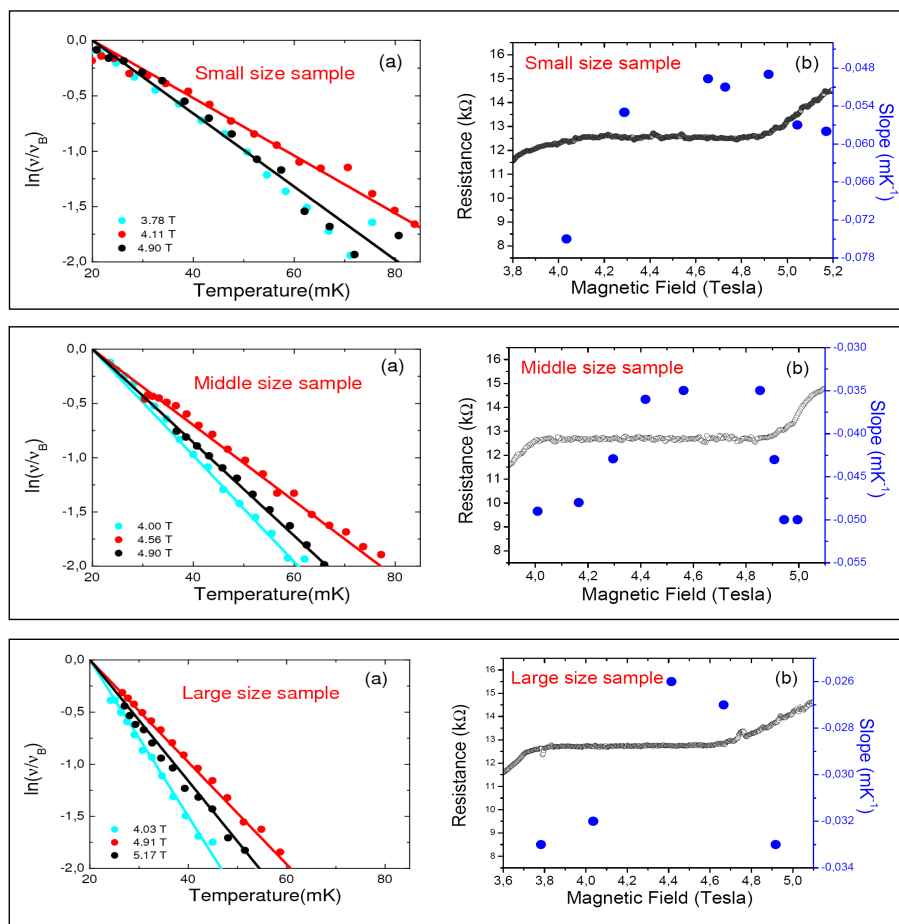 Small size sample
(a)
ln(ν/νB)
0,0
-0,5
-1,0
-1,5
-2,0
3.78 T
4.11 T
4.90 T
20 40 60 80
Temperature(mK)
Small size sample
(b)
Resistance (kΩ)
16
15
14
13
12
11
10
9
8
3,8 4,0 4,2 4,4 4,6 4,8 5,0 5,2
Magnetic Field (Tesla)
-0,048
-0,054
-0,060
-0,066
-0,072
-0,078
Slope (mK-1)
Middle size sample
(a)
ln(ν/νB)
0,0
-0,5
-1,0
-1,5
-2,0
4.00 T
4.56 T
4.90 T
20 40 60 80
Temperature(mK)
Middle size sample
(b)
Resistance (kΩ)
16
15
14
13
12
11
10
9
8
4,0 4,2 4,4 4,6 4,8 5,0
Magnetic Field (Tesla)
-0,030
-0,035
-0,040
-0,045
-0,050
-0,055
Slope (mK-1)
Large size sample
(a)
ln(ν/νB)
0,0
-0,5
-1,0
-1,5
-2,0
4.03 T
4.91 T
5.17 T
20 40 60 80
Temperature(mK)
Large size sample
(b)
Resistance (kΩ)
16
15
14
13
12
11
10
9
8
3,6 3,8 4,0 4,2 4,4 4,6 4,8 5,0
Magnetic Field (Tesla)
-0,026
-0,028
-0,029
-0,031
-0,033
-0,034
Slope (mK-1)